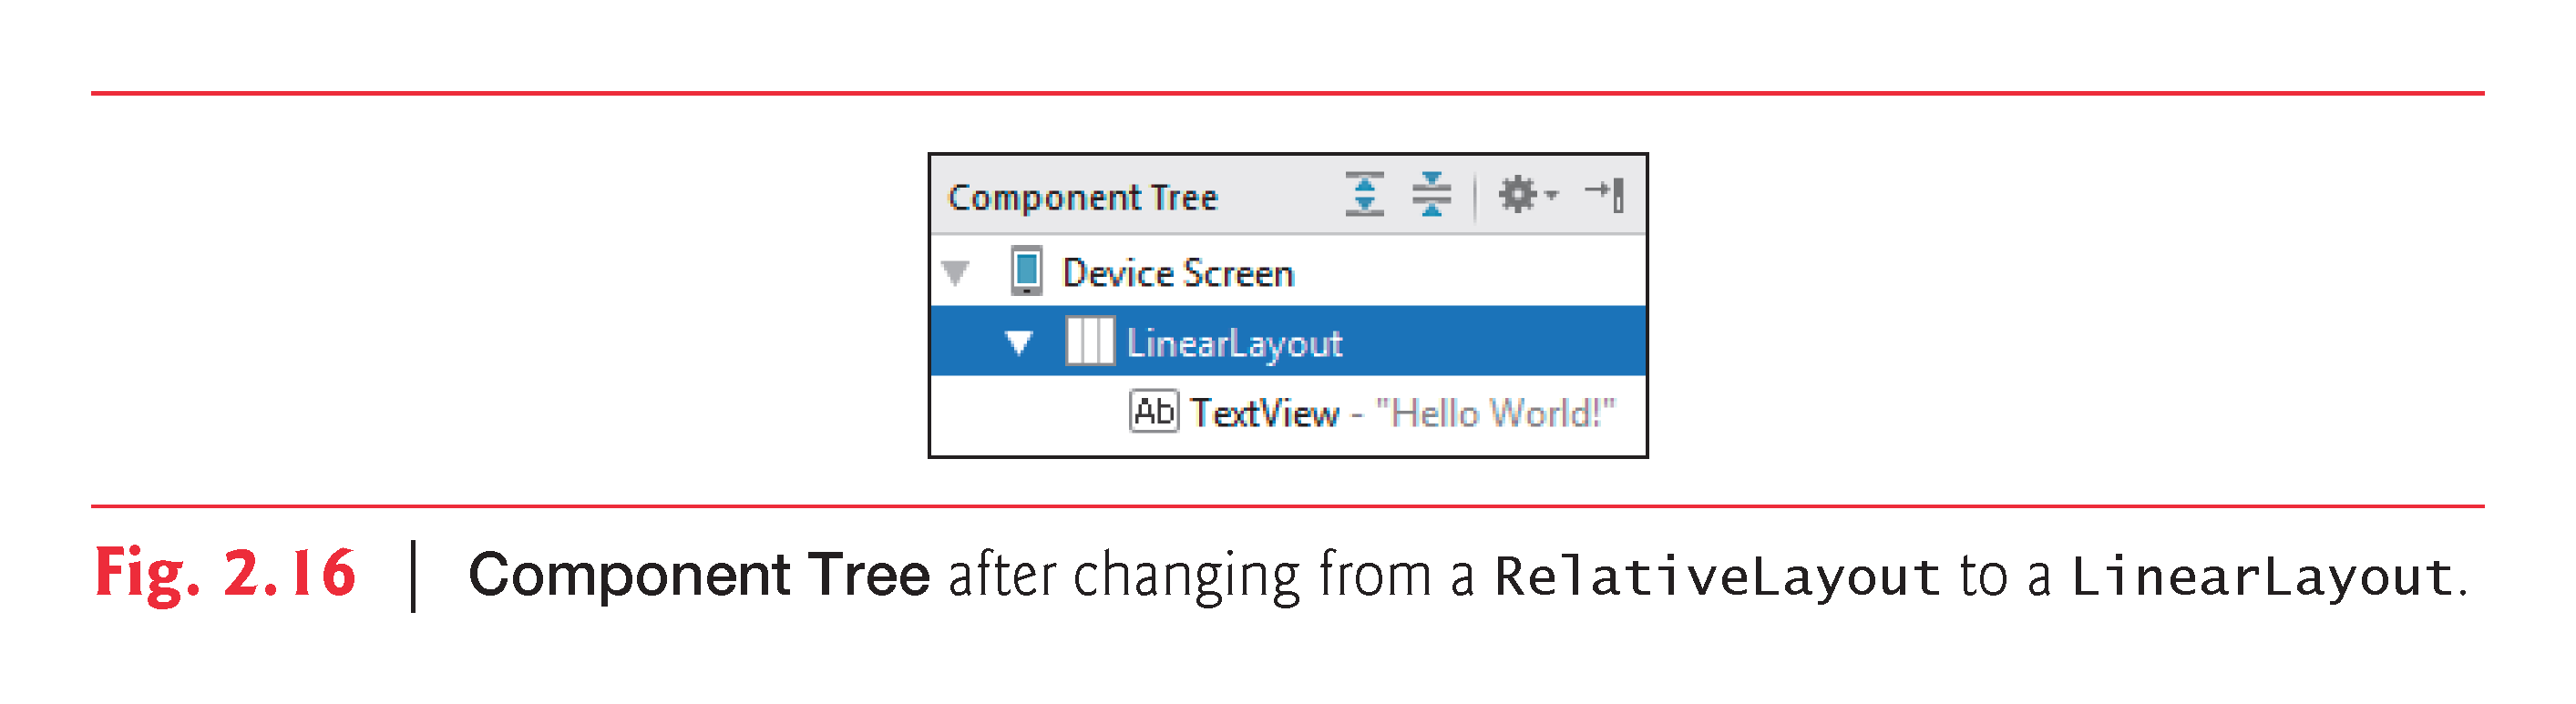 Component Tree
Device Screen
LinearLayout
Ab TextView - "Hello World!"
Fig. 2.16 | Component Tree after changing from a RelativeLayout to a LinearLayout.